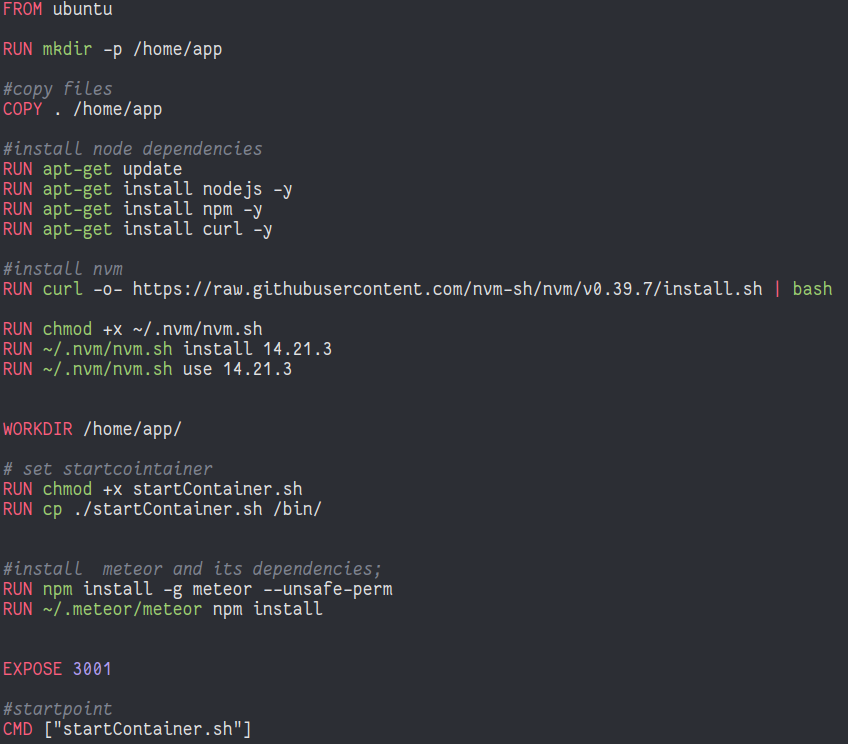 FROM ubuntu
RUN mkdir -p /home/app
#copy files
COPY . /home/app
#install node dependencies
RUN apt-get update
RUN apt-get install nodejs -y
RUN apt-get install npm -y
RUN apt-get install curl -y
#install nvm
RUN curl -o- https://raw.githubusercontent.com/nvm-sh/nvm/v0.39.7/install.sh | bash
RUN chmod +x ~/.nvm/nvm.sh
RUN ~/.nvm/nvm.sh install 14.21.3
RUN ~/.nvm/nvm.sh use 14.21.3
WORKDIR /home/app/
# set startcointainer
RUN chmod +x startContainer.sh
RUN cp ./startContainer.sh /bin/
#install  meteor and its dependencies;
RUN npm install -g meteor --unsafe-perm
RUN ~/.meteor/meteor npm install
EXPOSE 3001
#startpoint
CMD ["startContainer.sh"]